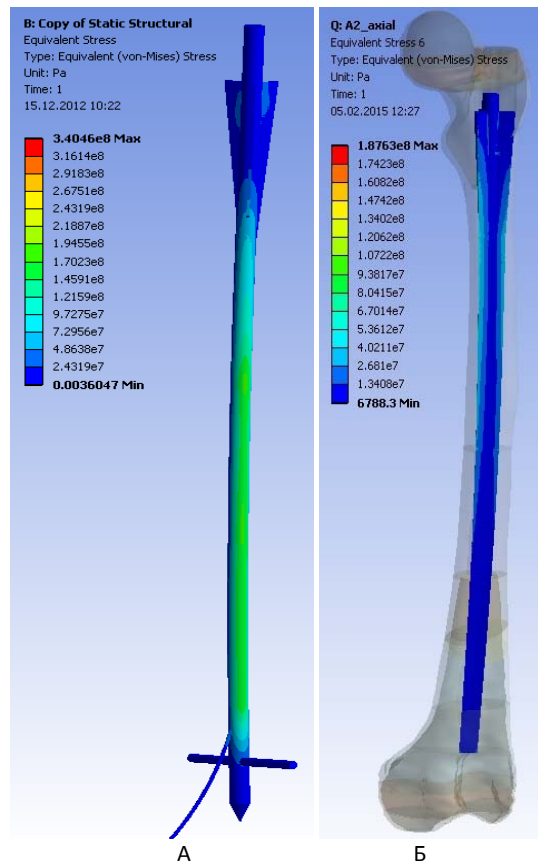 B: Copy of Static Structural
Equivalent Stress
Type: Equivalent (von-Mises) Stress
Unit: Pa
Time: 1
15.12.2012 10:22
3.4046e8 Max
3.1614e8
2.9183e8
2.6751e8
2.4319e8
2.1887e8
1.9455e8
1.7023e8
1.4591e8
1.2159e8
9.7275e7
7.2956e7
4.8638e7
2.4319e7
0.0036047 Min
А
Q: A2_axial
Equivalent Stress 6
Type: Equivalent (von-Mises) Stress
Unit: Pa
Time: 1
05.02.2015 12:27
1.8763e8 Max
1.7423e8
1.6082e8
1.4742e8
1.3402e8
1.2062e8
1.0722e8
9.3817e7
8.0415e7
6.7014e7
5.3612e7
4.0211e7
2.681e7
1.3408e7
6788.3 Min
Б